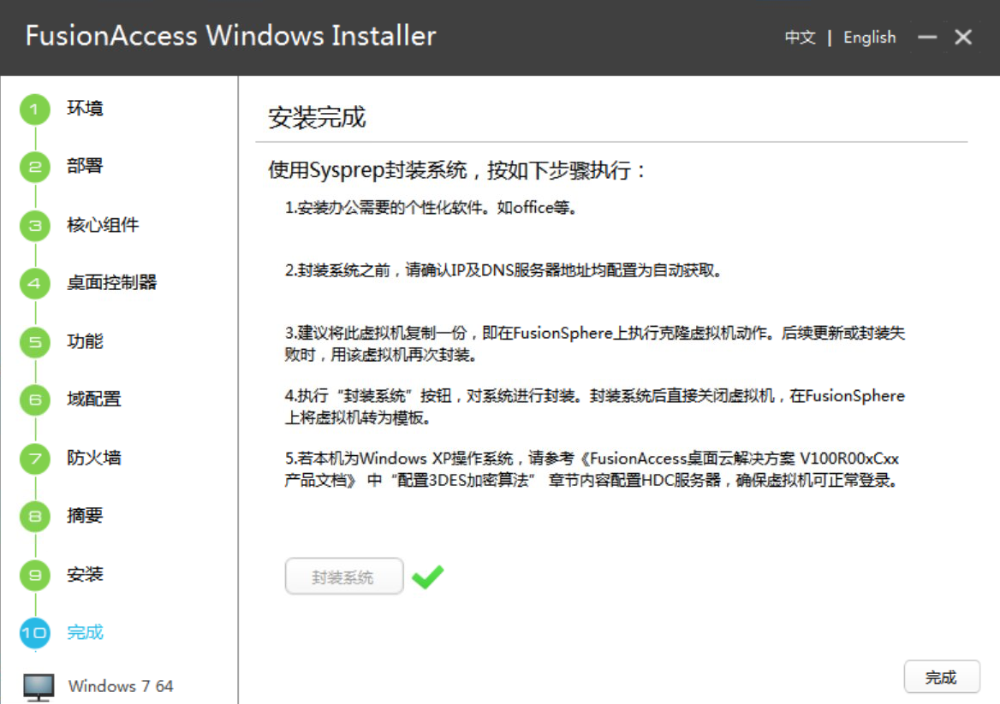 FusionAccess Windows Installer
中文 | English
1 环境
2 部署
3 核心组件
4 桌面控制器
5 功能
6 域配置
7 防火墙
8 摘要
9 安装
10 完成
Windows 7 64
安装完成
使用Sysprep封装系统，按如下步骤执行：
1.安装办公需要的个性化软件。如office等。
2.封装系统之前，请确认IP及DNS服务器地址均配置为自动获取。
3.建议将此虚拟机复制一份，即在FusionSphere上执行克隆虚拟机动作。后续更新或封装失
败时，用该虚拟机再次封装。
4.执行“封装系统”按钮，对系统进行封装。封装系统后直接关闭虚拟机，在FusionSphere
上将虚拟机转为模板。
5.若本机为Windows XP操作系统，请参考《FusionAccess桌面云解决方案 V100R00xCxx
产品文档》 中“配置3DES加密算法” 章节内容配置HDC服务器，确保虚拟机可正常登录。
封装系统
完成